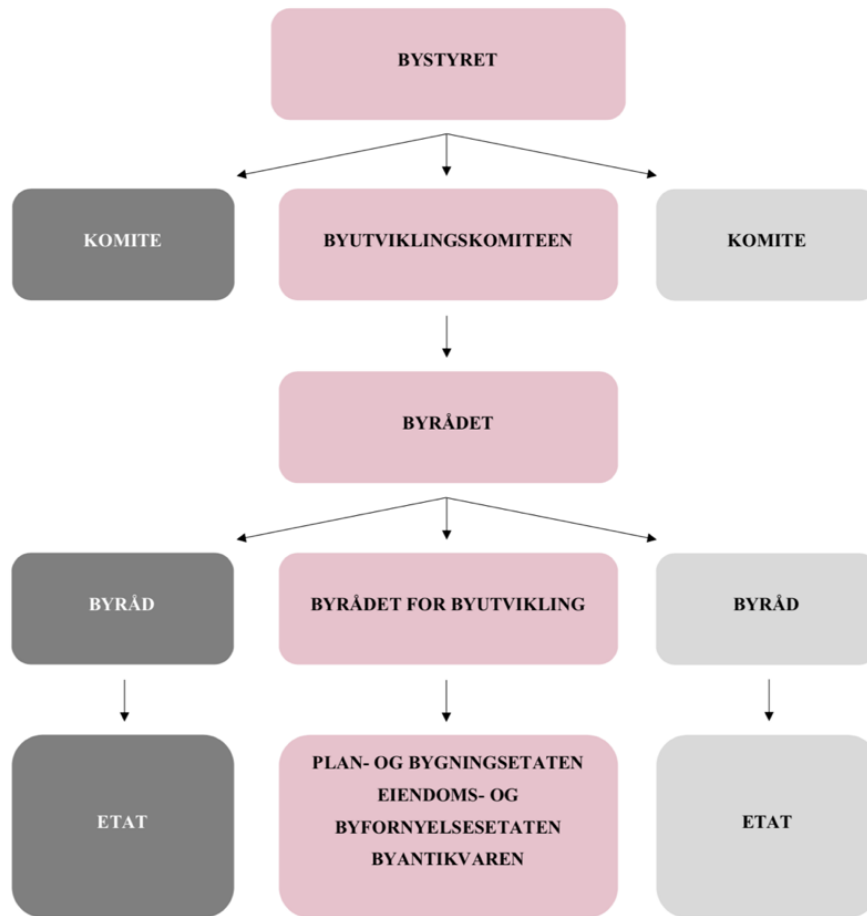 BYSTYRET
KOMITE
BYUTVIKLINGSKOMITEEN
KOMITE
BYRÅDET
BYRÅD
BYRÅDET FOR BYUTVIKLING
BYRÅD
ETAT
PLAN- OG BYGNINGSETATEN
EIENDOMS- OG
BYFORNYELSESETATEN
BYANTIKVAREN
ETAT